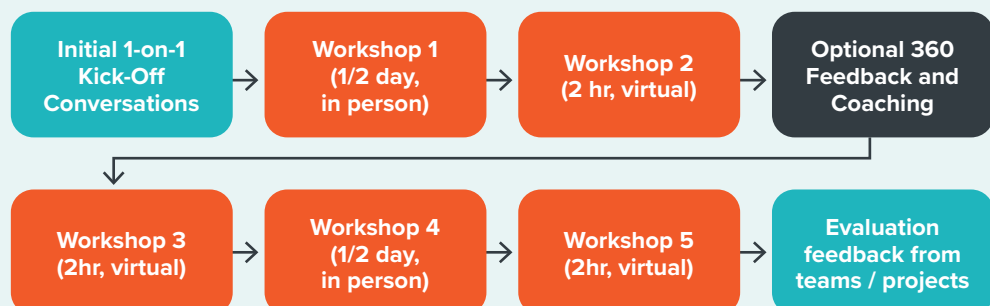 Initial 1-on-1
Kick-Off
Conversations
Workshop 1
(1/2 day,
in person)
Workshop 2
(2 hr, virtual)
Optional 360
Feedback and
Coaching
Workshop 3
(2hr, virtual)
Workshop 4
(1/2 day,
in person)
Workshop 5
(2hr, virtual)
Evaluation
feedback from
teams / projects